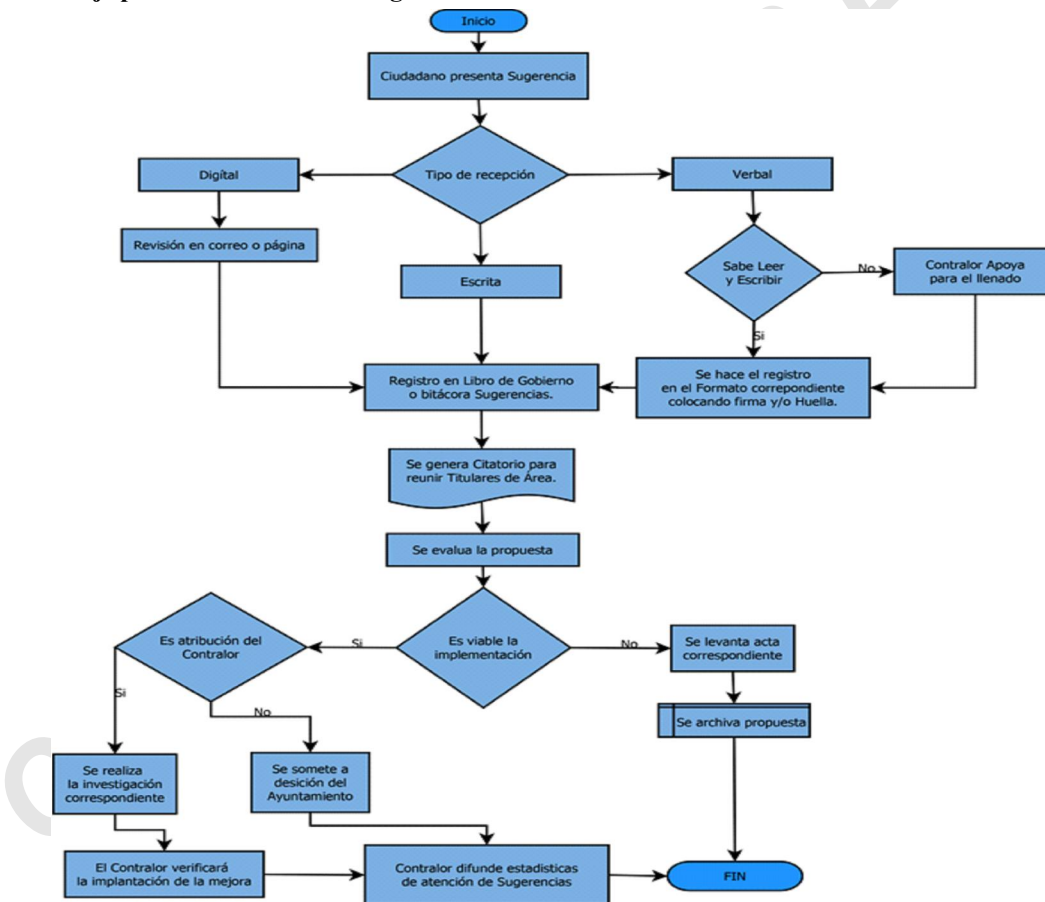 Inicio
Ciudadano presenta Sugerencia
Tipo de recepción
Digítal
Verbal
Revisión en correo o página
Escrita
Sabe Leer
y Escribir
No
Contralor Apoya
para el llenado
Si
Registro en Libro de Gobierno
o bitácora Sugerencias.
Se hace el registro
en el Formato correpondiente
colocando firma y/o Huella.
Se genera Citatorio para
reunir Titulares de Área.
Se evalua la propuesta
Es viable la
implementación
Si
No
Es atribución del
Contralor
Se levanta acta
correspondiente
Si
No
Se archiva propuesta
Se realiza
la investigación
correspondiente
Se somete a
desición del
Ayuntamiento
El Contralor verificará
la implantación de la mejora
Contralor difunde estadisticas
de atención de Sugerencias
FIN